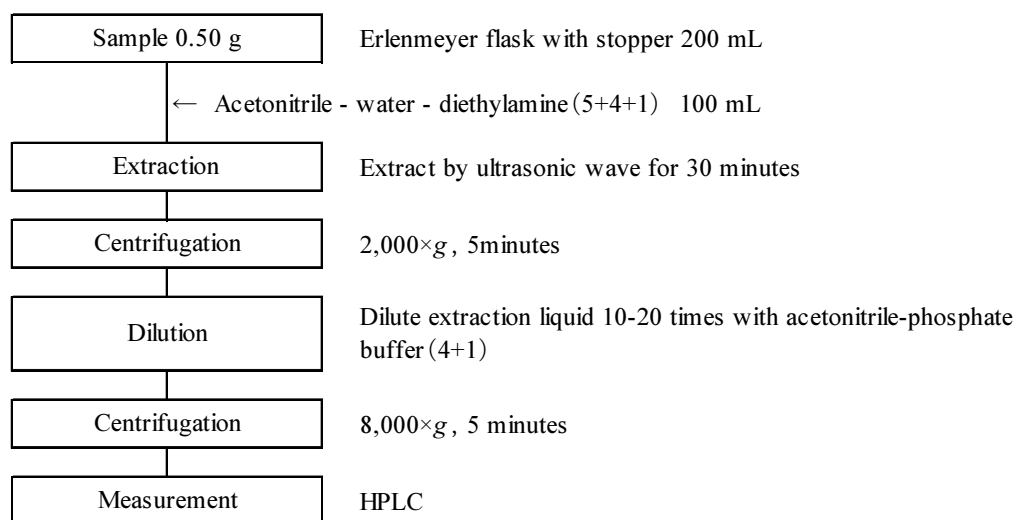 Sample 0.50 g
Erlenmeyer flask with stopper 200 mL
← Acetonitrile - water - diethylamine(5+4+1) 100 mL
Extraction
Extract by ultrasonic wave for 30 minutes
Centrifugation
2,000×g , 5minutes
Dilution
Dilute extraction liquid 10-20 times with acetonitrile-phosphate
buffer(4+1)
Centrifugation
8,000×g , 5 minutes
Measurement
HPLC